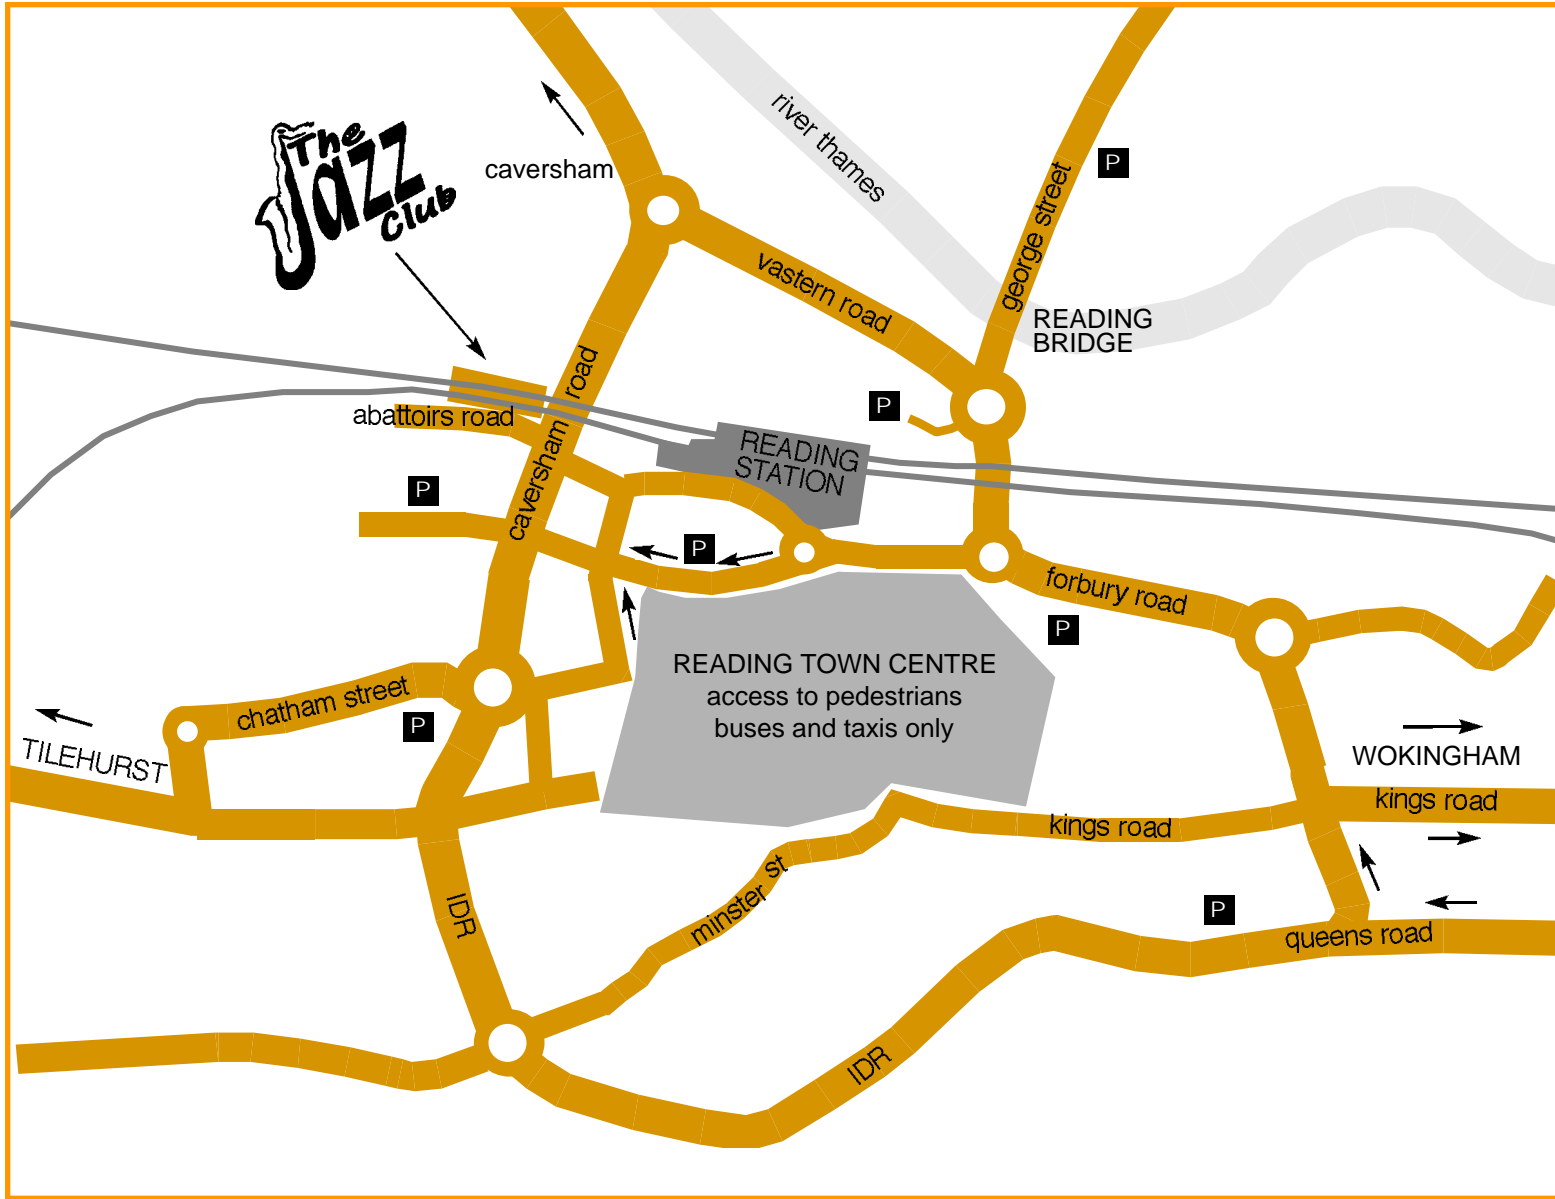 The
Jazz
Club
caversham
river thames
P
george street
vastern road
READING
BRIDGE
caversham road
abattoirs road
P
READING
STATION
P
P
forbury road
P
READING TOWN CENTRE
access to pedestrians
buses and taxis only
chatham street
P
TILEHURST
WOKINGHAM
kings road
kings road
minster st
IDR
P
queens road
IDR